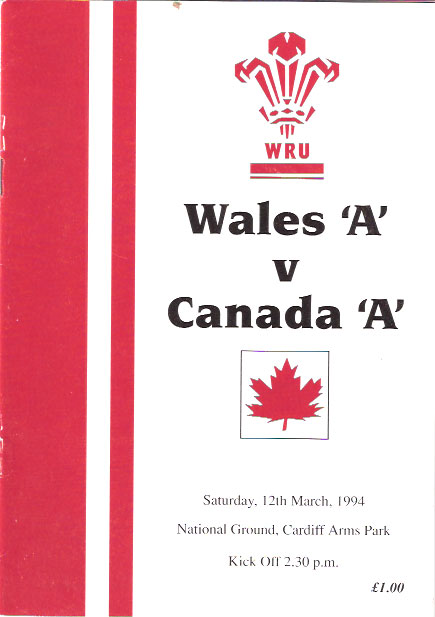 WRU
Wales ‘A’
v
Canada ‘A’
Saturday, 12th March, 1994
National Ground, Cardiff Arms Park
Kick Off 2.30 p.m.
£1.00